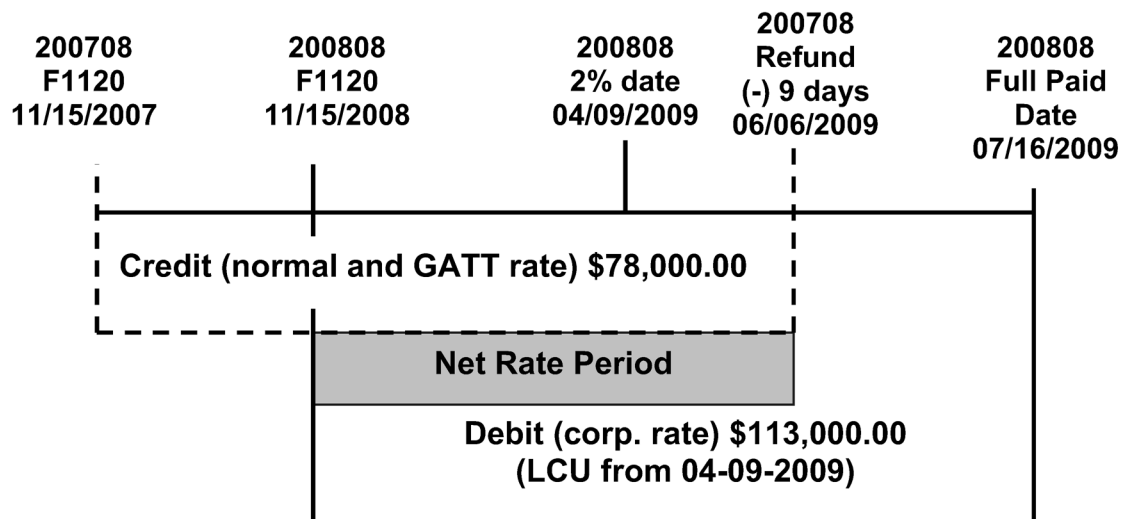 200708
F1120
11/15/2007
200808
F1120
11/15/2008
200808
2% date
04/09/2009
200708
Refund
(-) 9 days
06/06/2009
200808
Full Paid
Date
07/16/2009
Credit (normal and GATT rate) $78,000.00
Net Rate Period
Debit (corp. rate) $113,000.00
(LCU from 04-09-2009)